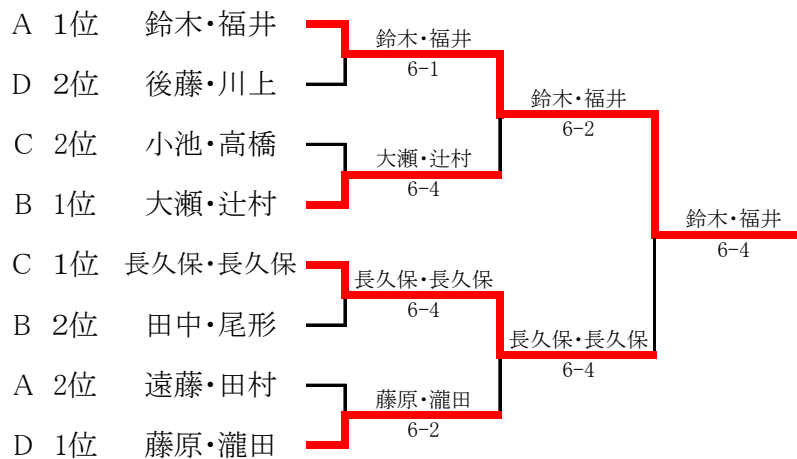 A 1位 鈴木・福井
鈴木・福井
6-1
D 2位 後藤・川上
鈴木・福井
6-2
C 2位 小池・高橋
大瀬・辻村
6-4
B 1位 大瀬・辻村
鈴木・福井
6-4
C 1位 長久保・長久保
長久保・長久保
6-4
B 2位 田中・尾形
長久保・長久保
6-4
A 2位 遠藤・田村
藤原・瀧田
6-2
D 1位 藤原・瀧田